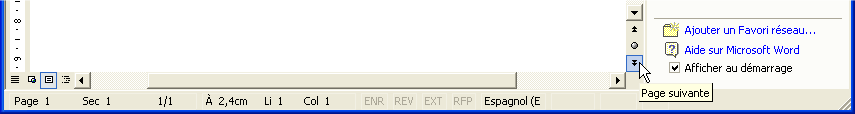 Ajouter un Favori réseau...
Aide sur Microsoft Word
Afficher au démarrage
Page suivante
Page 1 Sec 1 1/1 À 2,4cm Li 1 Col 1 ENR REV EXT RFP Espagnol (E